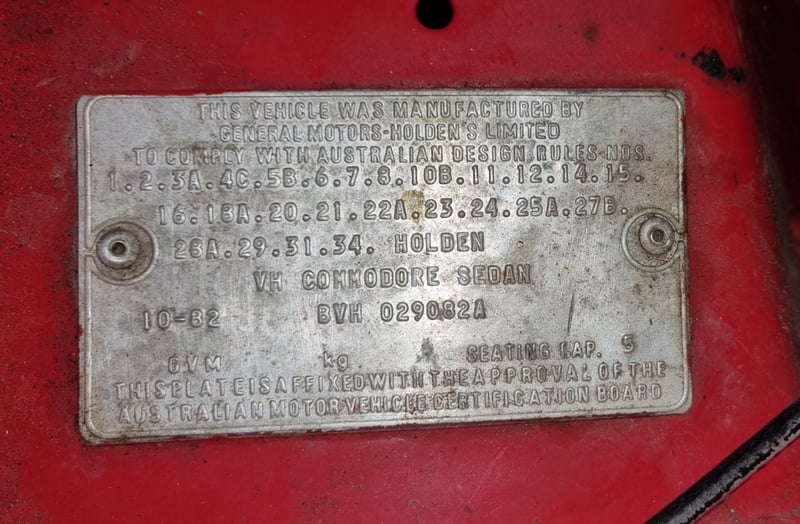 THIS VEHICLE WAS MANUFACTURED BY
GENERAL MOTORS-HOLDEN'S LIMITED
TO COMPLY WITH AUSTRALIAN DESIGN RULES NDS.
1.2.3A.4C.5B.6.7.8.10B.11.12.14.15.
16.18A.20.21.22A.23.24.25A.27B.
28A.29.31.34. HOLDEN
VH COMMODORE SEDAN
10-82 BVH 029082A
GVM kg SEATING CAP. 5
THIS PLATE IS AFFIXED WITH THE APPROVAL OF THE
AUSTRALIAN MOTOR VEHICLE CERTIFICATION BOARD